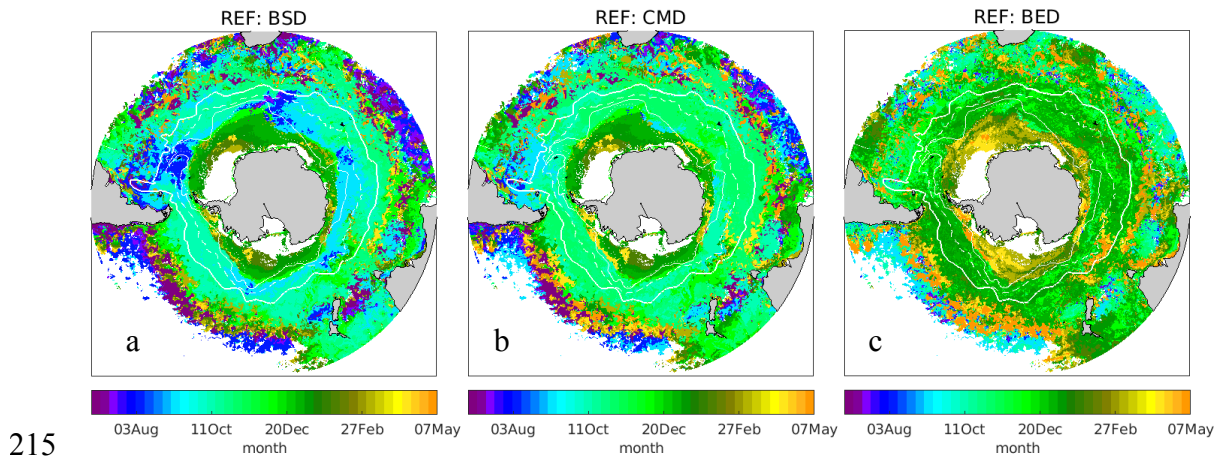 REF: BSD REF: CMD REF: BED
a b c
03Aug 11Oct 20Dec 27Feb 07May 03Aug 11Oct 20Dec 27Feb 07May 03Aug 11Oct 20Dec 27Feb 07May
215 month month month